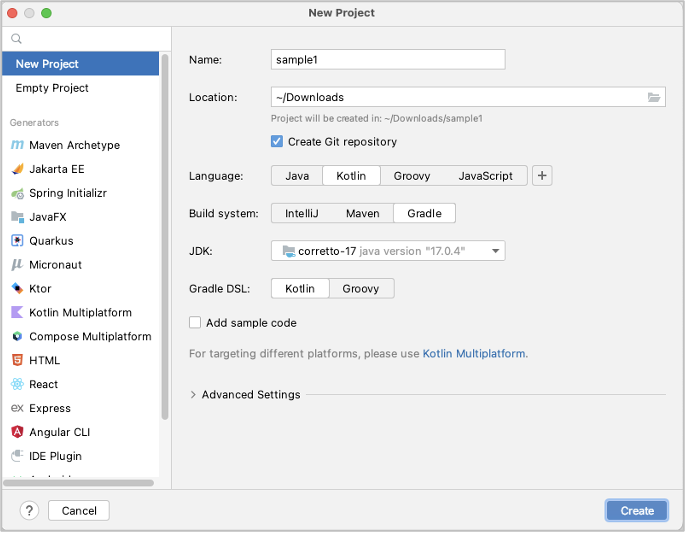 New Project
New Project
Empty Project
Generators
Maven Archetype
Jakarta EE
Spring Initializr
JavaFX
Quarkus
Micronaut
Ktor
Kotlin Multiplatform
Compose Multiplatform
HTML
React
Express
Angular CLI
IDE Plugin
Name: sample1
Location: ~/Downloads
Project will be created in: ~/Downloads/sample1
Create Git repository
Language: Java Kotlin Groovy JavaScript +
Build system: IntelliJ Maven Gradle
JDK: corretto-17 java version "17.0.4"
Gradle DSL: Kotlin Groovy
Add sample code
For targeting different platforms, please use Kotlin Multiplatform.
Advanced Settings
? Cancel Create